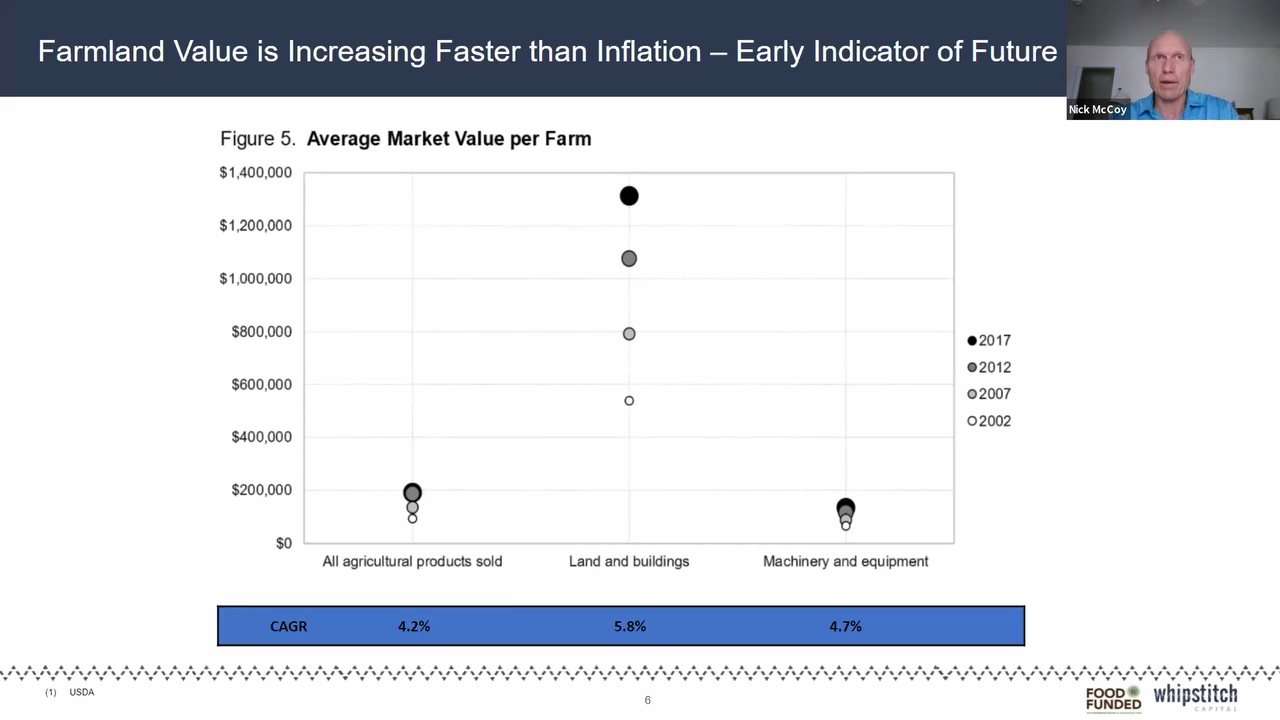 Farmland Value is Increasing Faster than Inflation – Early Indicator of Future
Nick McCoy
Figure 5. Average Market Value per Farm
$1,400,000
$1,200,000
$1,000,000
$800,000
$600,000
$400,000
$200,000
$0
All agricultural products sold
Land and buildings
Machinery and equipment
2017
2012
2007
2002
CAGR 4.2% 5.8% 4.7%
(1) USDA
6
FOOD
FUNDED
whipstitch
CAPITAL